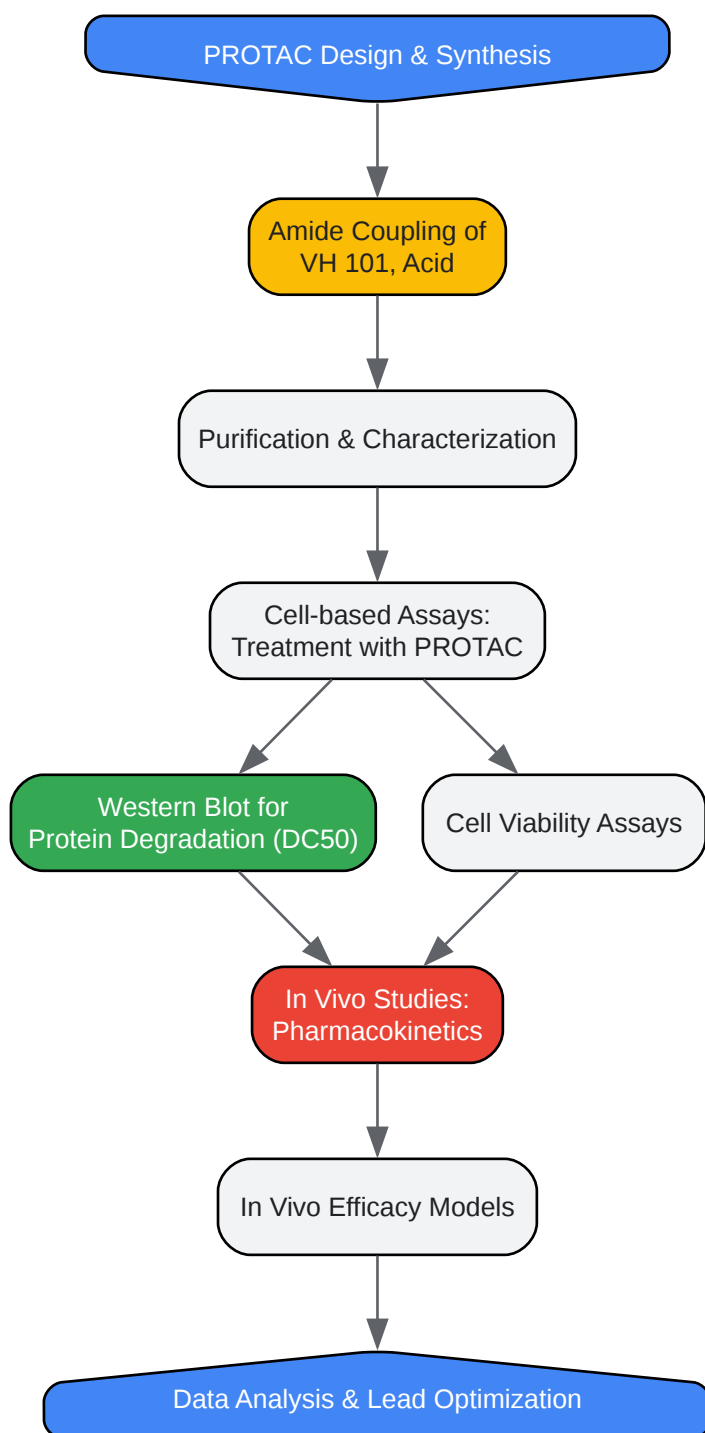 PROTAC Design & Synthesis
Amide Coupling of
VH 101, Acid
Purification & Characterization
Cell-based Assays:
Treatment with PROTAC
Western Blot for
Protein Degradation (DC50)
Cell Viability Assays
In Vivo Studies:
Pharmacokinetics
In Vivo Efficacy Models
Data Analysis & Lead Optimization